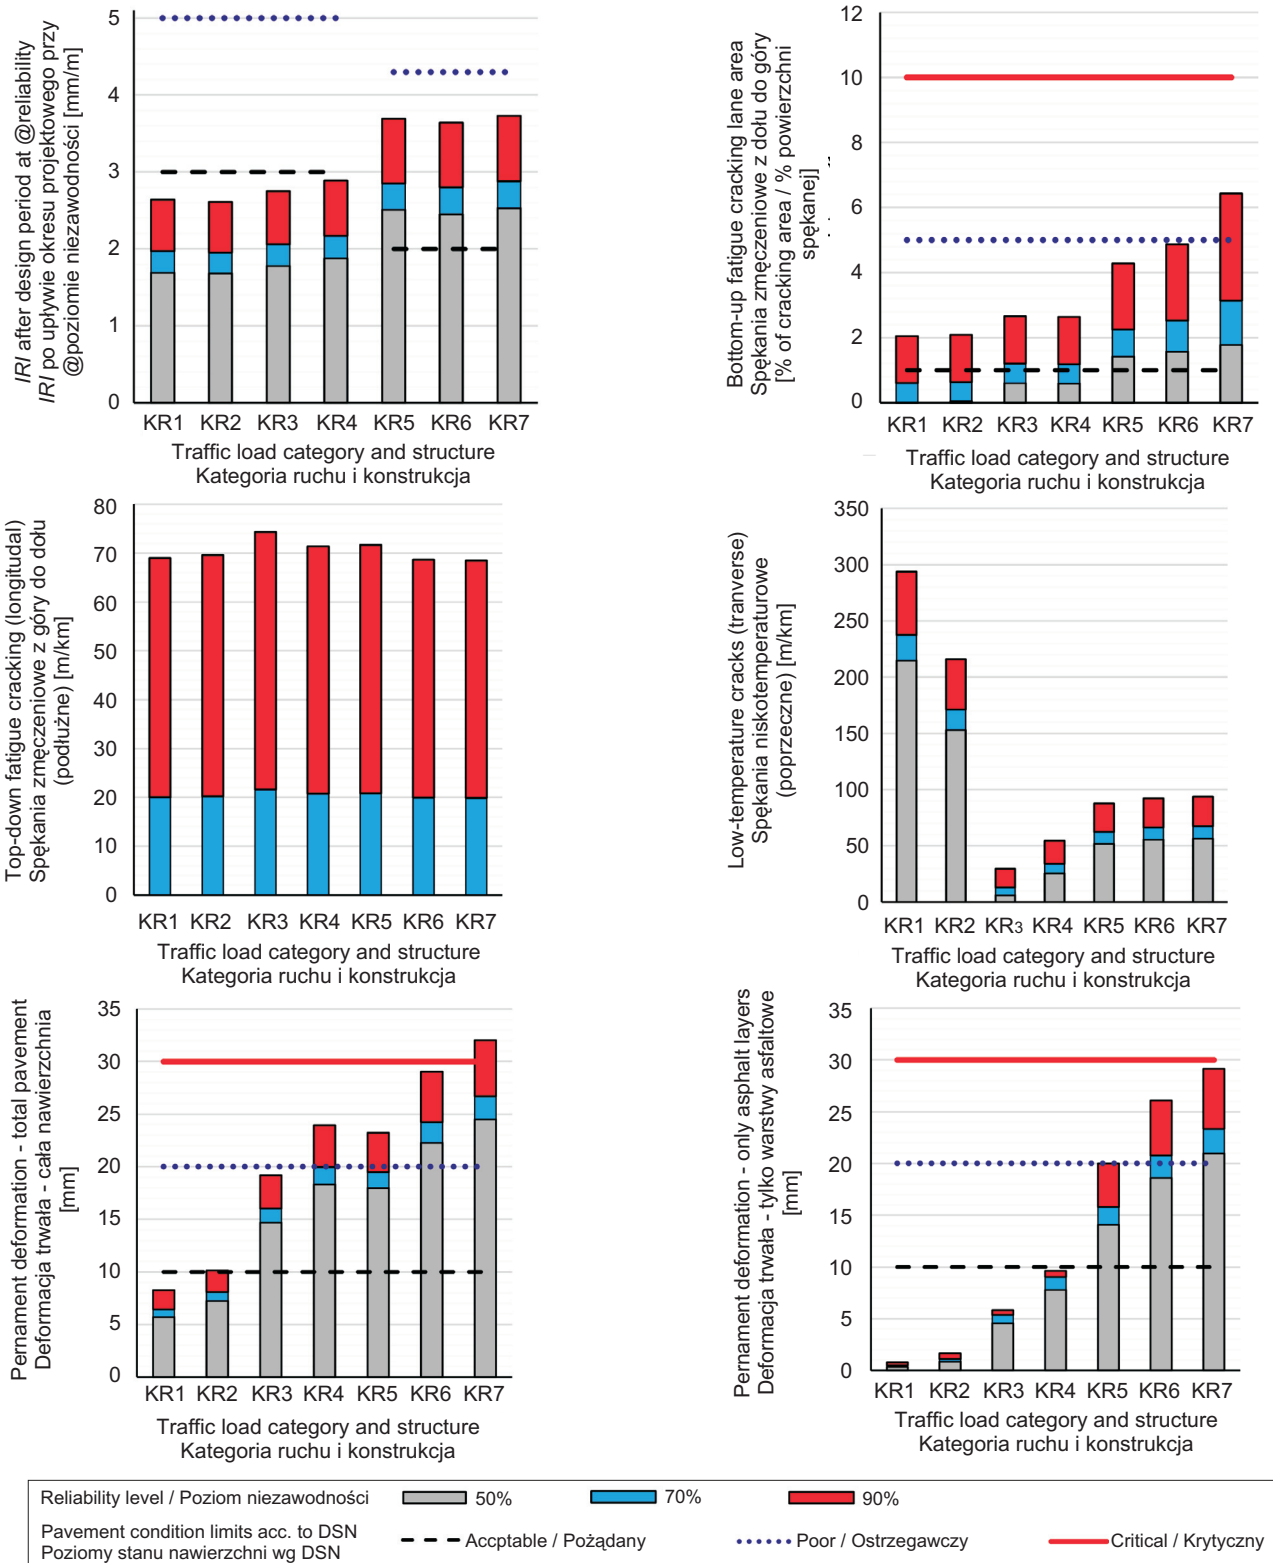 IRI after design period at @reliability
IRI po upływie okresu projektowego przy
@poziomie niezawodności [mm/m]
5
4
3
2
1
0
KR1 KR2 KR3 KR4 KR5 KR6 KR7
Traffic load category and structure
Kategoria ruchu i konstrukcja
Bottom-up fatigue cracking lane area
Spękania zmęczeniowe z dołu do góry
[% of cracking area / % powierzchni
spękanej]
12
10
8
6
4
2
0
KR1 KR2 KR3 KR4 KR5 KR6 KR7
Traffic load category and structure
Kategoria ruchu i konstrukcja
Top-down fatigue cracking (longitudal)
Spękania zmęczeniowe z góry do dołu
(podłużne) [m/km]
80
70
60
50
40
30
20
10
0
KR1 KR2 KR3 KR4 KR5 KR6 KR7
Traffic load category and structure
Kategoria ruchu i konstrukcja
Low-temperature cracks (tranverse)
Spękania niskotemperaturowe
(poprzeczne) [m/km]
350
300
250
200
150
100
50
0
KR1 KR2 KR3 KR4 KR5 KR6 KR7
Traffic load category and structure
Kategoria ruchu i konstrukcja
Pernament deformation - total pavement
Deformacja trwała - cała nawierzchnia
[mm]
35
30
25
20
15
10
5
0
KR1 KR2 KR3 KR4 KR5 KR6 KR7
Traffic load category and structure
Kategoria ruchu i konstrukcja
Pernament deformation - only asphalt layers
Deformacja trwała - tylko warstwy asfaltowe
[mm]
35
30
25
20
15
10
5
0
KR1 KR2 KR3 KR4 KR5 KR6 KR7
Traffic load category and structure
Kategoria ruchu i konstrukcja
Reliability level / Poziom niezawodności 50% 70% 90%
Pavement condition limits acc. to DSN
Poziomy stanu nawierzchni wg DSN
Accptable / Pożądany Poor / Ostrzegawczy Critical / Krytyczny